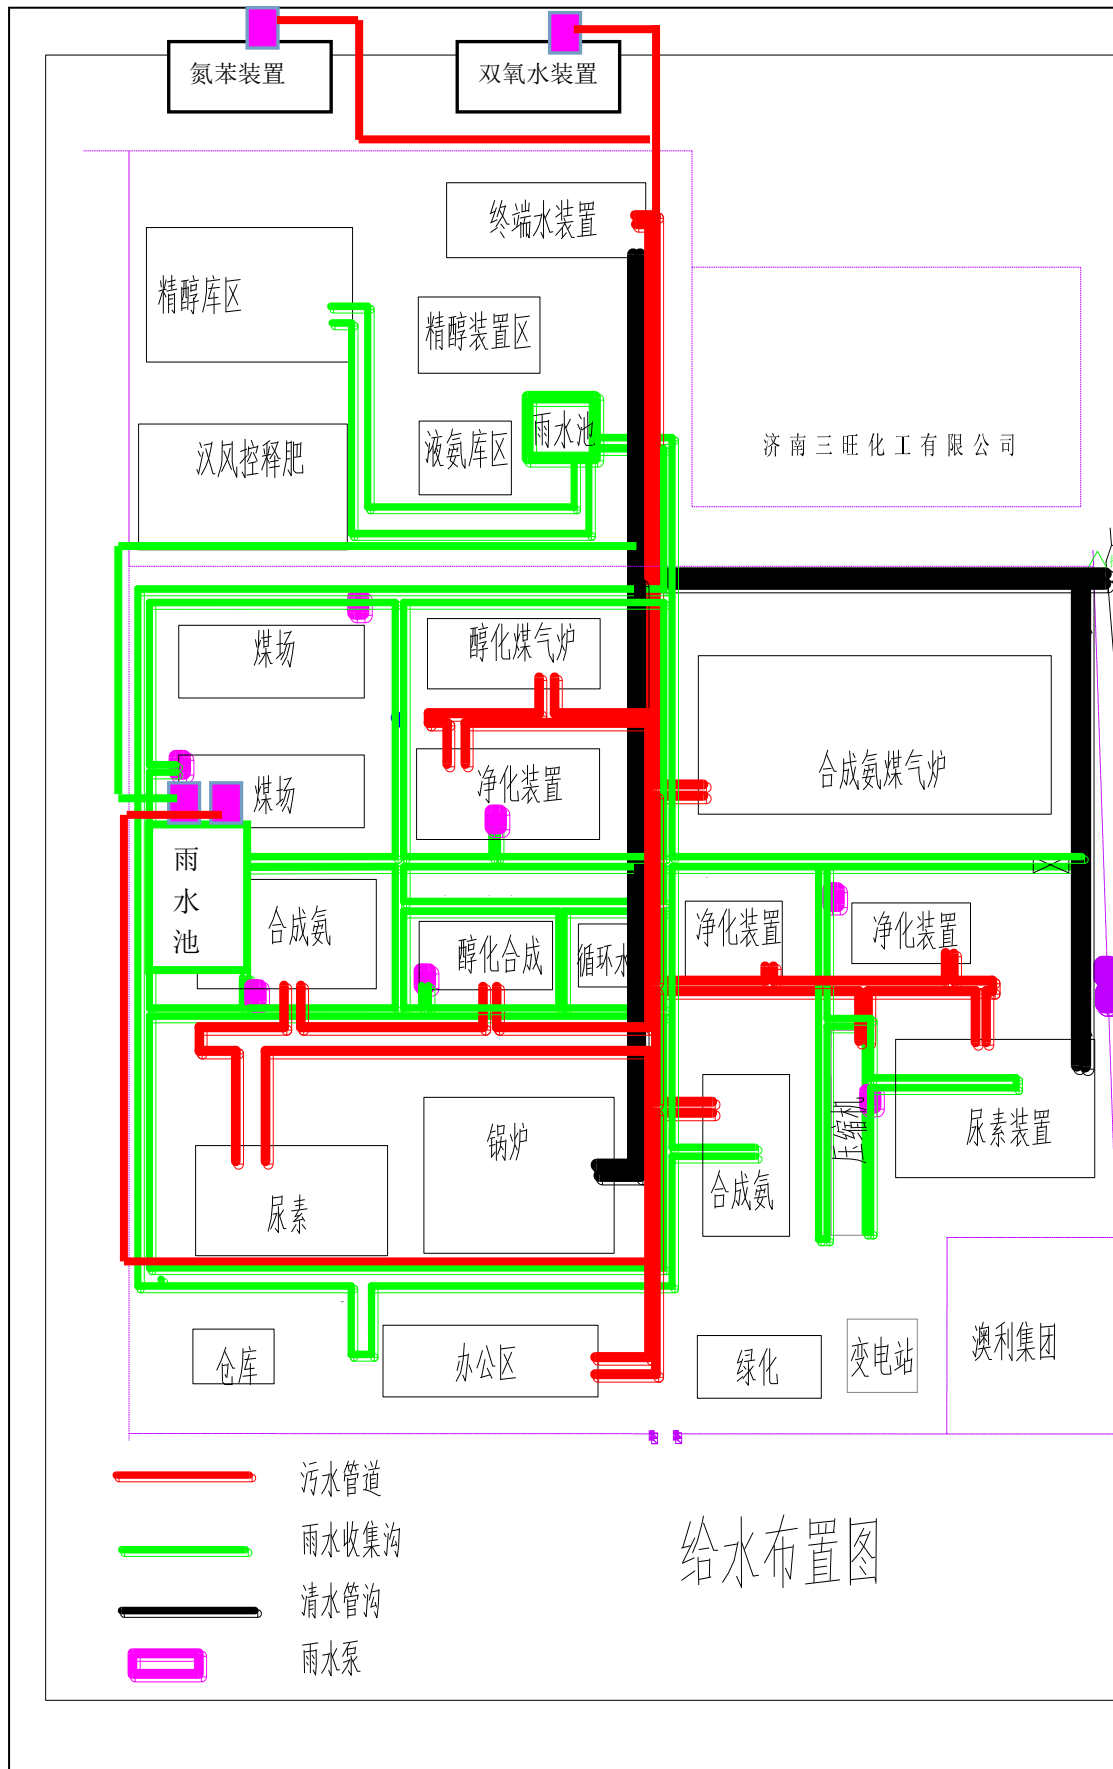 氮苯装置
双氧水装置
终端水装置
精醇库区
精醇装置区
汉风控释肥
液氨库区
雨水池
济南三旺化工有限公司
煤场
醇化煤气炉
合成氨煤气炉
煤场
净化装置
雨水池
合成氨
醇化合成
循环水
净化装置
净化装置
锅炉
压缩机
尿素装置
尿素
合成氨
仓库
办公区
绿化
变电站
澳利集团
污水管道
雨水收集沟
清水管沟
雨水泵
给水布置图